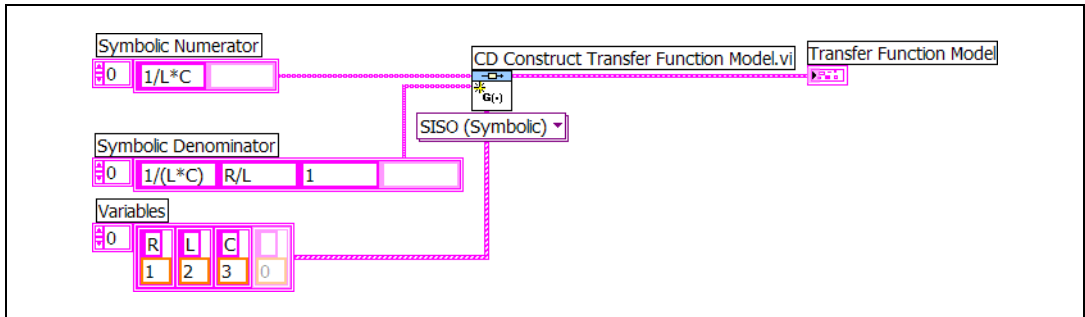 Symbolic Numerator
0 1/L*C
CD Construct Transfer Function Model.vi
Transfer Function Model
G(·)
SISO (Symbolic)
Symbolic Denominator
0 1/(L*C) R/L 1
Variables
0 R L C
1 2 3 0